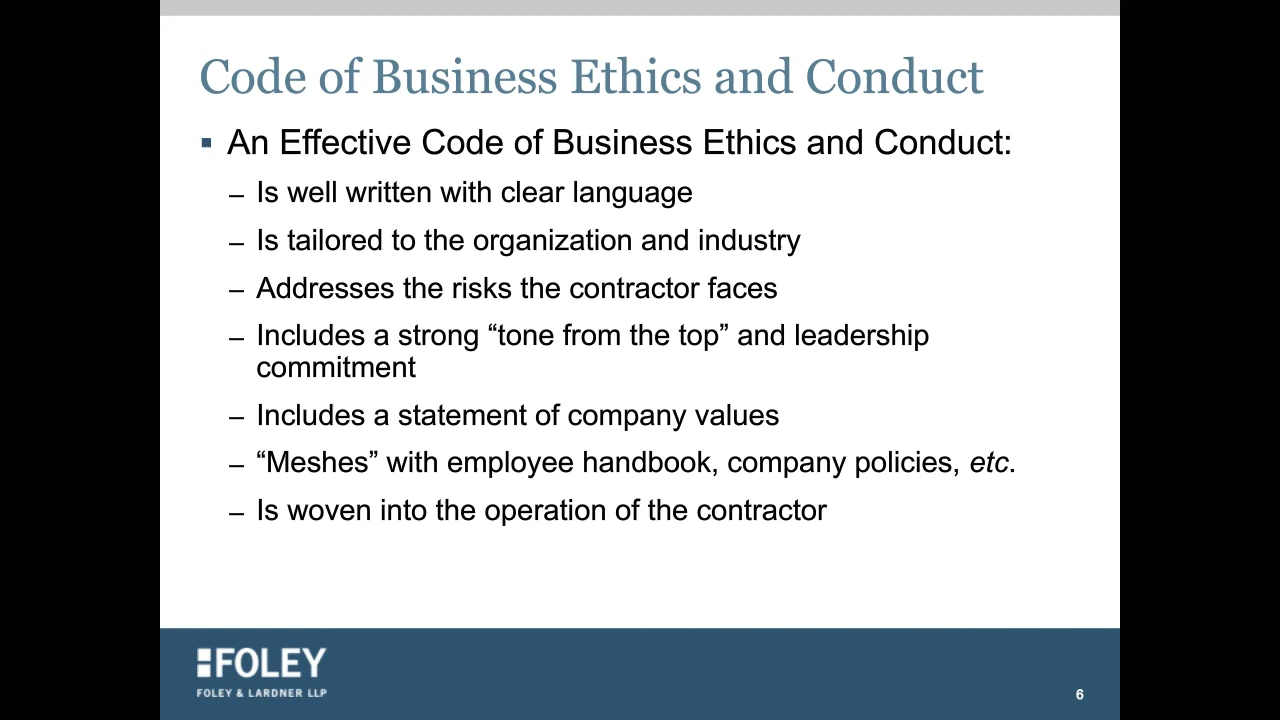 Code of Business Ethics and Conduct
▪ An Effective Code of Business Ethics and Conduct:
– Is well written with clear language
– Is tailored to the organization and industry
– Addresses the risks the contractor faces
– Includes a strong “tone from the top” and leadership
commitment
– Includes a statement of company values
– “Meshes” with employee handbook, company policies, etc.
– Is woven into the operation of the contractor
FOLEY
FOLEY & LARDNER LLP
6